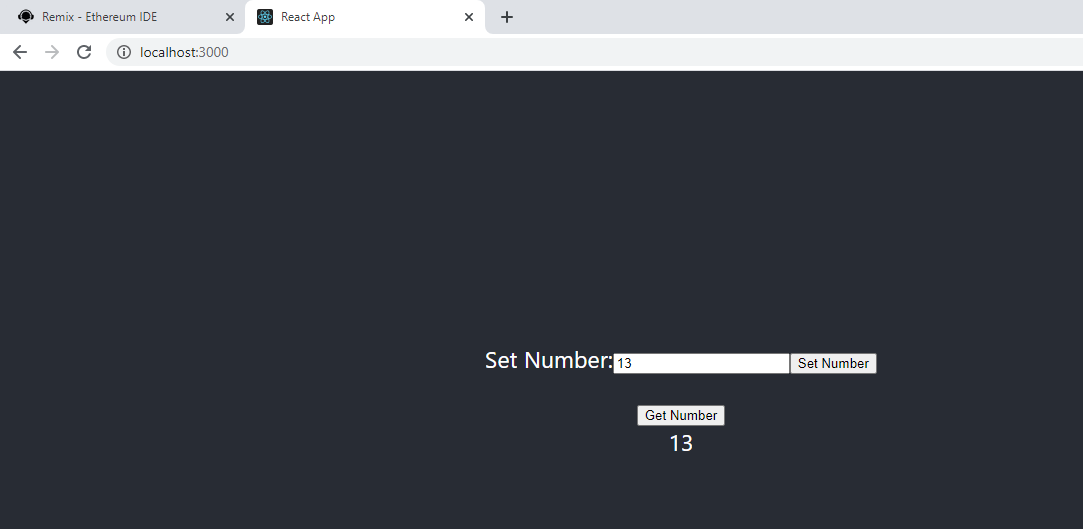 Remix - Ethereum IDE
React App
localhost:3000
Set Number: 13 Set Number
Get Number
13